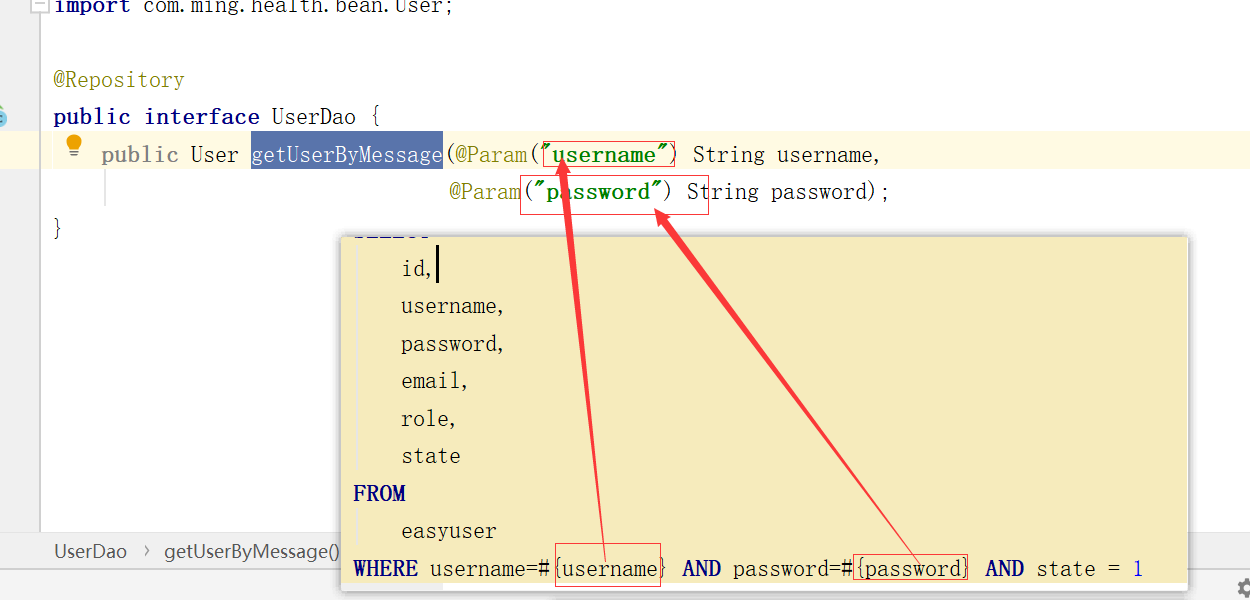 import com.ming.health.bean.User;
@Repository
public interface UserDao {
public User getUserByMessage(@Param("username") String username,
@Param("password") String password);
}
id,
username,
password,
email,
role,
state
FROM
easyuser
WHERE username=#{username} AND password=#{password} AND state = 1
UserDao › getUserByMessage()